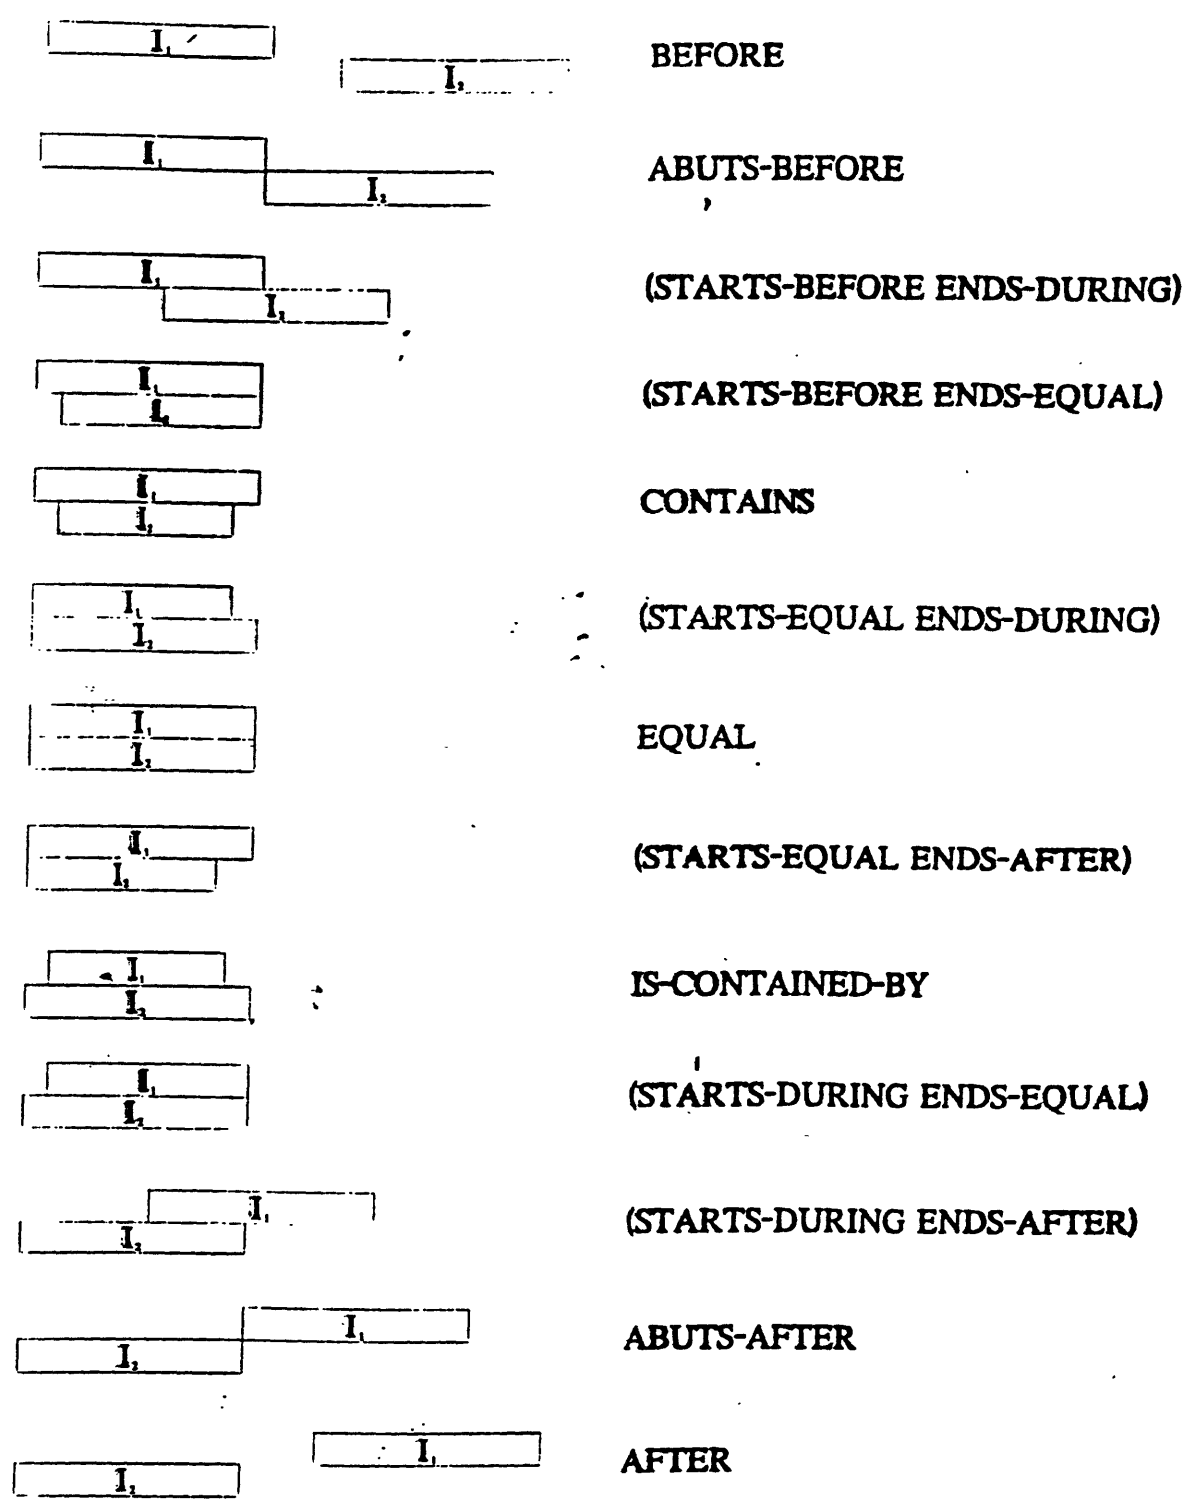 I₁ BEFORE
I₂
I₁ ABUTS-BEFORE
I₂
I₁ (STARTS-BEFORE ENDS-DURING)
I₂
I₁ (STARTS-BEFORE ENDS-EQUAL)
I₂
I₁ CONTAINS
I₂
I₁ (STARTS-EQUAL ENDS-DURING)
I₂
I₁ EQUAL
I₂
I₁ (STARTS-EQUAL ENDS-AFTER)
I₂
I₁ IS-CONTAINED-BY
I₂
I₁ (STARTS-DURING ENDS-EQUAL)
I₂
I₁ (STARTS-DURING ENDS-AFTER)
I₂
I₁ ABUTS-AFTER
I₂
I₁ AFTER
I₂